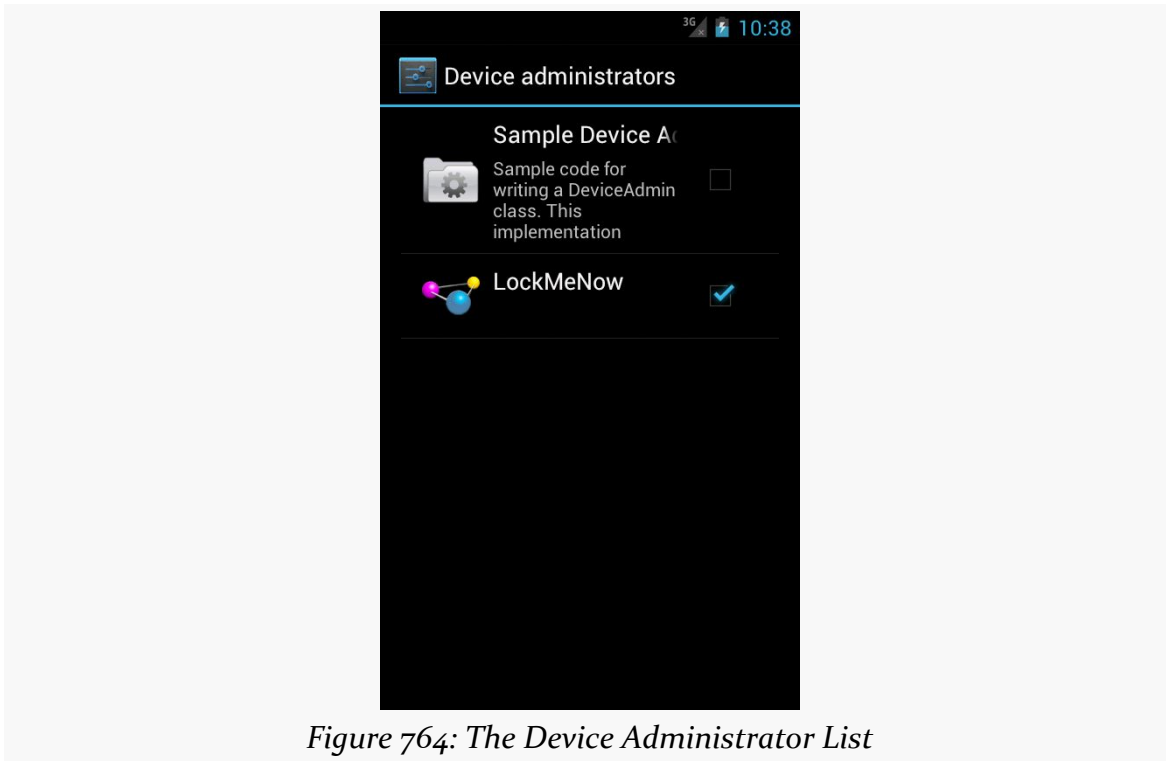 3G
10:38
Device administrators
Sample Device A
Sample code for
writing a DeviceAdmin
class. This
implementation
LockMeNow
Figure 764: The Device Administrator List